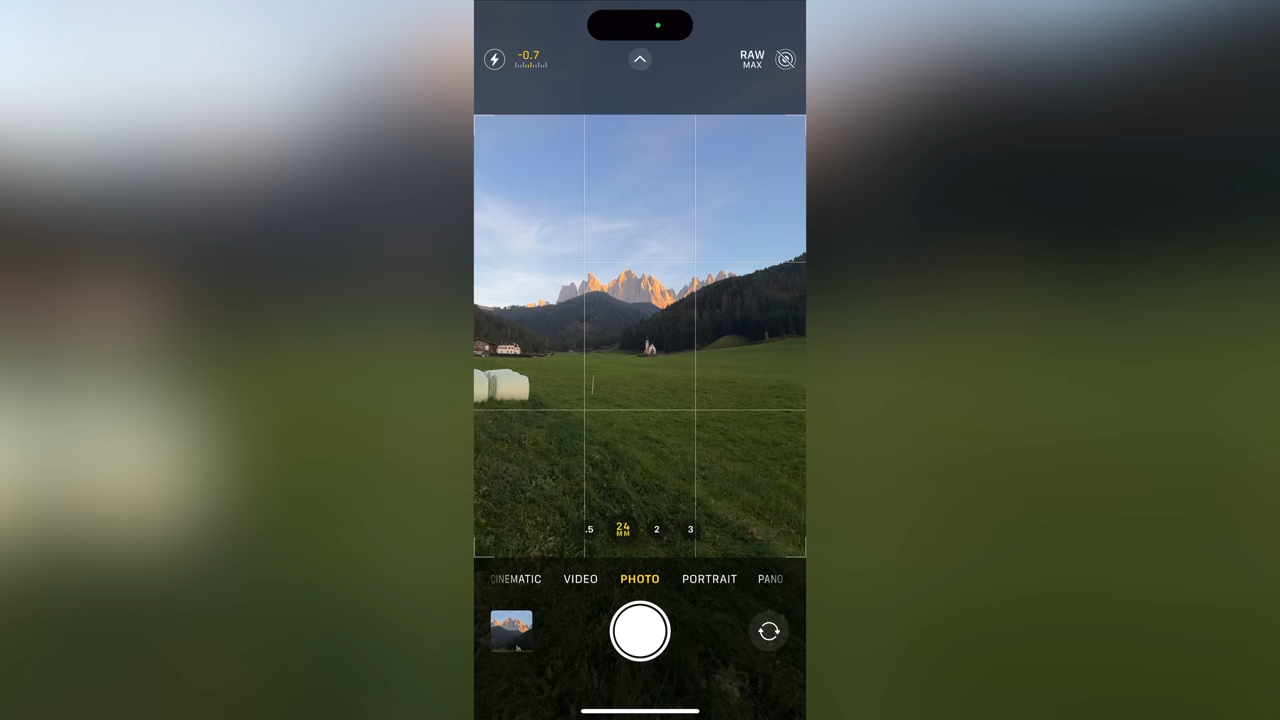 -0.7
RAW
MAX
.5
24
MM
2
3
CINEMATIC
VIDEO
PHOTO
PORTRAIT
PANO